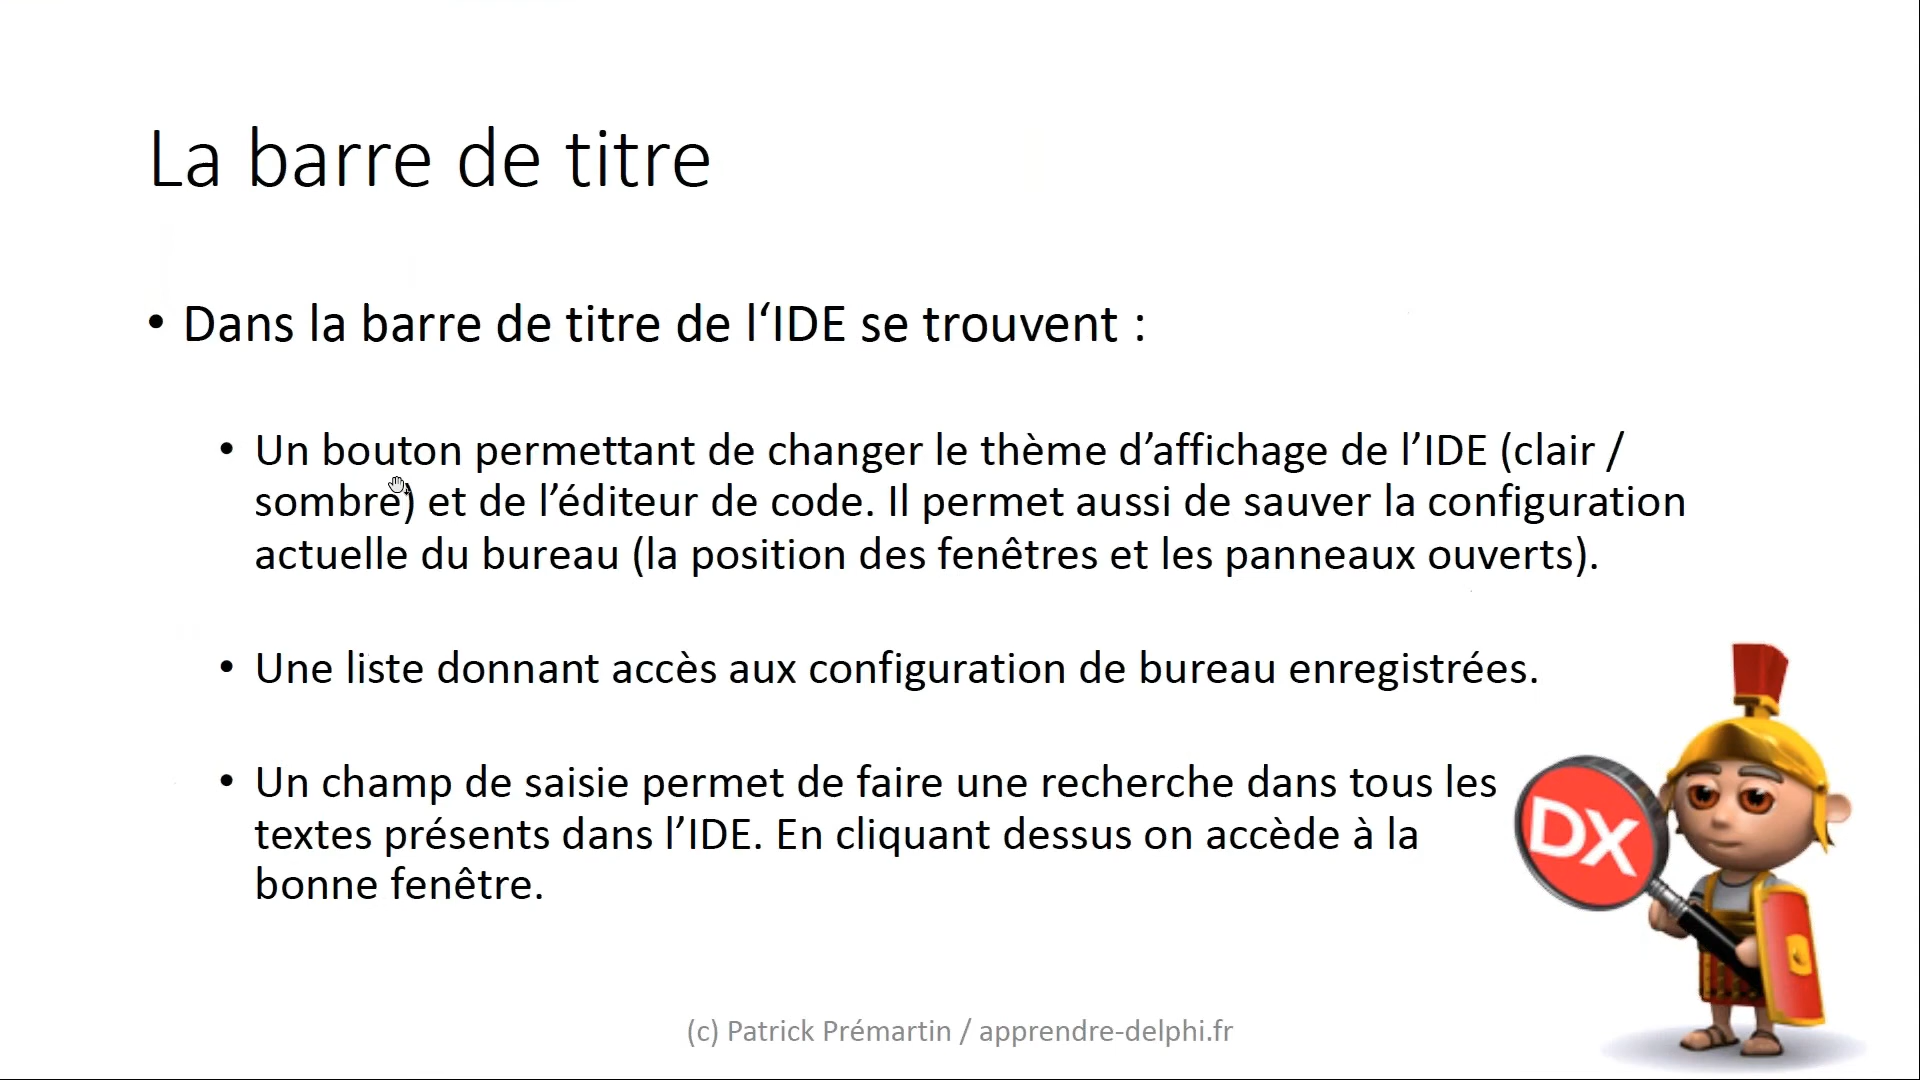 La barre de titre
• Dans la barre de titre de l‘IDE se trouvent :
• Un bouton permettant de changer le thème d’affichage de l’IDE (clair /
sombre) et de l’éditeur de code. Il permet aussi de sauver la configuration
actuelle du bureau (la position des fenêtres et les panneaux ouverts).
• Une liste donnant accès aux configuration de bureau enregistrées.
• Un champ de saisie permet de faire une recherche dans tous les
textes présents dans l’IDE. En cliquant dessus on accède à la
bonne fenêtre.
DX
(c) Patrick Prémartin / apprendre-delphi.fr